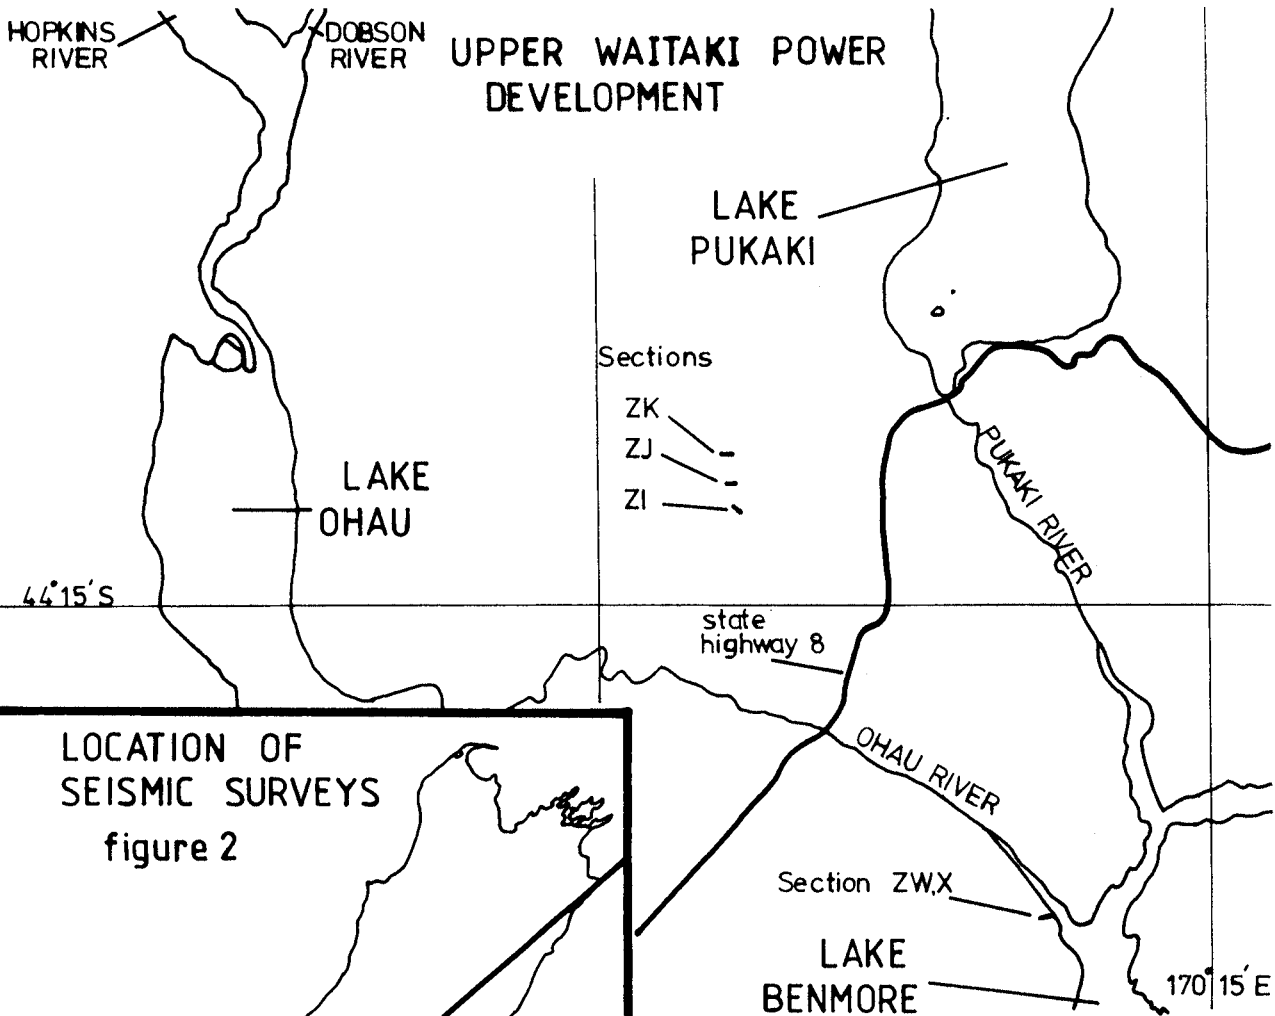 HOPKINS
RIVER
DOBSON
RIVER
UPPER WAITAKI POWER
DEVELOPMENT
LAKE
PUKAKI
Sections
ZK
ZJ
ZI
PUKAKI RIVER
LAKE
OHAU
44°15'S
state
highway 8
OHAU RIVER
LOCATION OF
SEISMIC SURVEYS
figure 2
Section ZW,X
LAKE
BENMORE
170°15'E